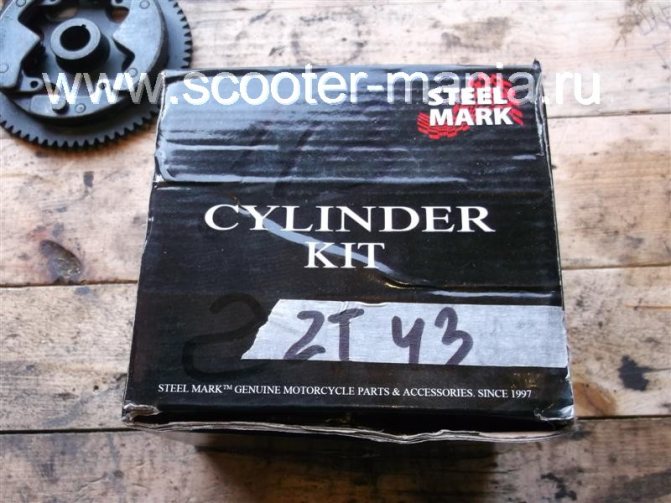 www.scooter-mania.ru
STEEL
MARK
CYLINDER
KIT
2T 43
STEEL MARK™ GENUINE MOTORCYCLE PARTS & ACCESSORIES. SINCE 1997